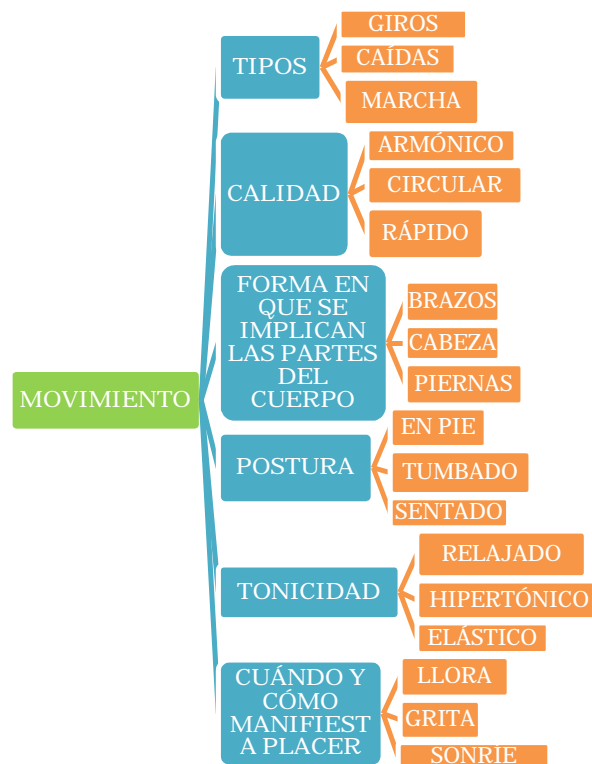 MOVIMIENTO
TIPOS
GIROS
CAÍDAS
MARCHA
CALIDAD
ARMÓNICO
CIRCULAR
RÁPIDO
FORMA EN
QUE SE
IMPLICAN
LAS PARTES
DEL
CUERPO
BRAZOS
CABEZA
PIERNAS
POSTURA
EN PIE
TUMBADO
SENTADO
TONICIDAD
RELAJADO
HIPERTÓNICO
ELÁSTICO
CUÁNDO Y
CÓMO
MANIFIEST
A PLACER
LLORA
GRITA
SONRÍE